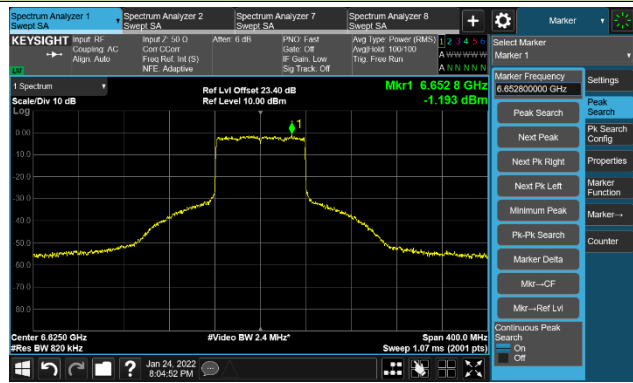 Spectrum Analyzer 1
Swept SA
Spectrum Analyzer 2
Swept SA
Spectrum Analyzer 7
Swept SA
Spectrum Analyzer 8
Swept SA
+
Marker
KEYSIGHT
Input: RF
Coupling: AC
Align: Auto
Input Z: 50 Ω
Corr CCorr
Freq Ref: Int (S)
NFE: Adaptive
Atten: 6 dB
PNO: Fast
Gate: Off
IF Gain: Low
Sig Track: Off
Avg Type: Power (RMS)
Avg|Hold: 100/100
Trig: Free Run
1 2 3 4 5 6
A W W W W W
A N N N N N
LW
Select Marker
Marker 1
1 Spectrum
Scale/Div 10 dB
Ref Lvl Offset 23.40 dB
Ref Level 10.00 dBm
Mkr1 6.652 8 GHz
-1.193 dBm
Log
1
0.00
-10.0
-20.0
-30.0
-40.0
-50.0
-60.0
-70.0
-80.0
Center 6.6250 GHz
#Res BW 820 kHz
#Video BW 2.4 MHz*
Span 400.0 MHz
Sweep 1.07 ms (2001 pts)
Marker Frequency
6.652800000 GHz
Peak Search
Next Peak
Next Pk Right
Next Pk Left
Minimum Peak
Pk-Pk Search
Marker Delta
Mkr→CF
Mkr→Ref Lvl
Continuous Peak
Search
On
Off
Settings
Peak
Search
Pk Search
Config
Properties
Marker
Function
Marker→
Counter
?
Jan 24, 2022
8:04:52 PM